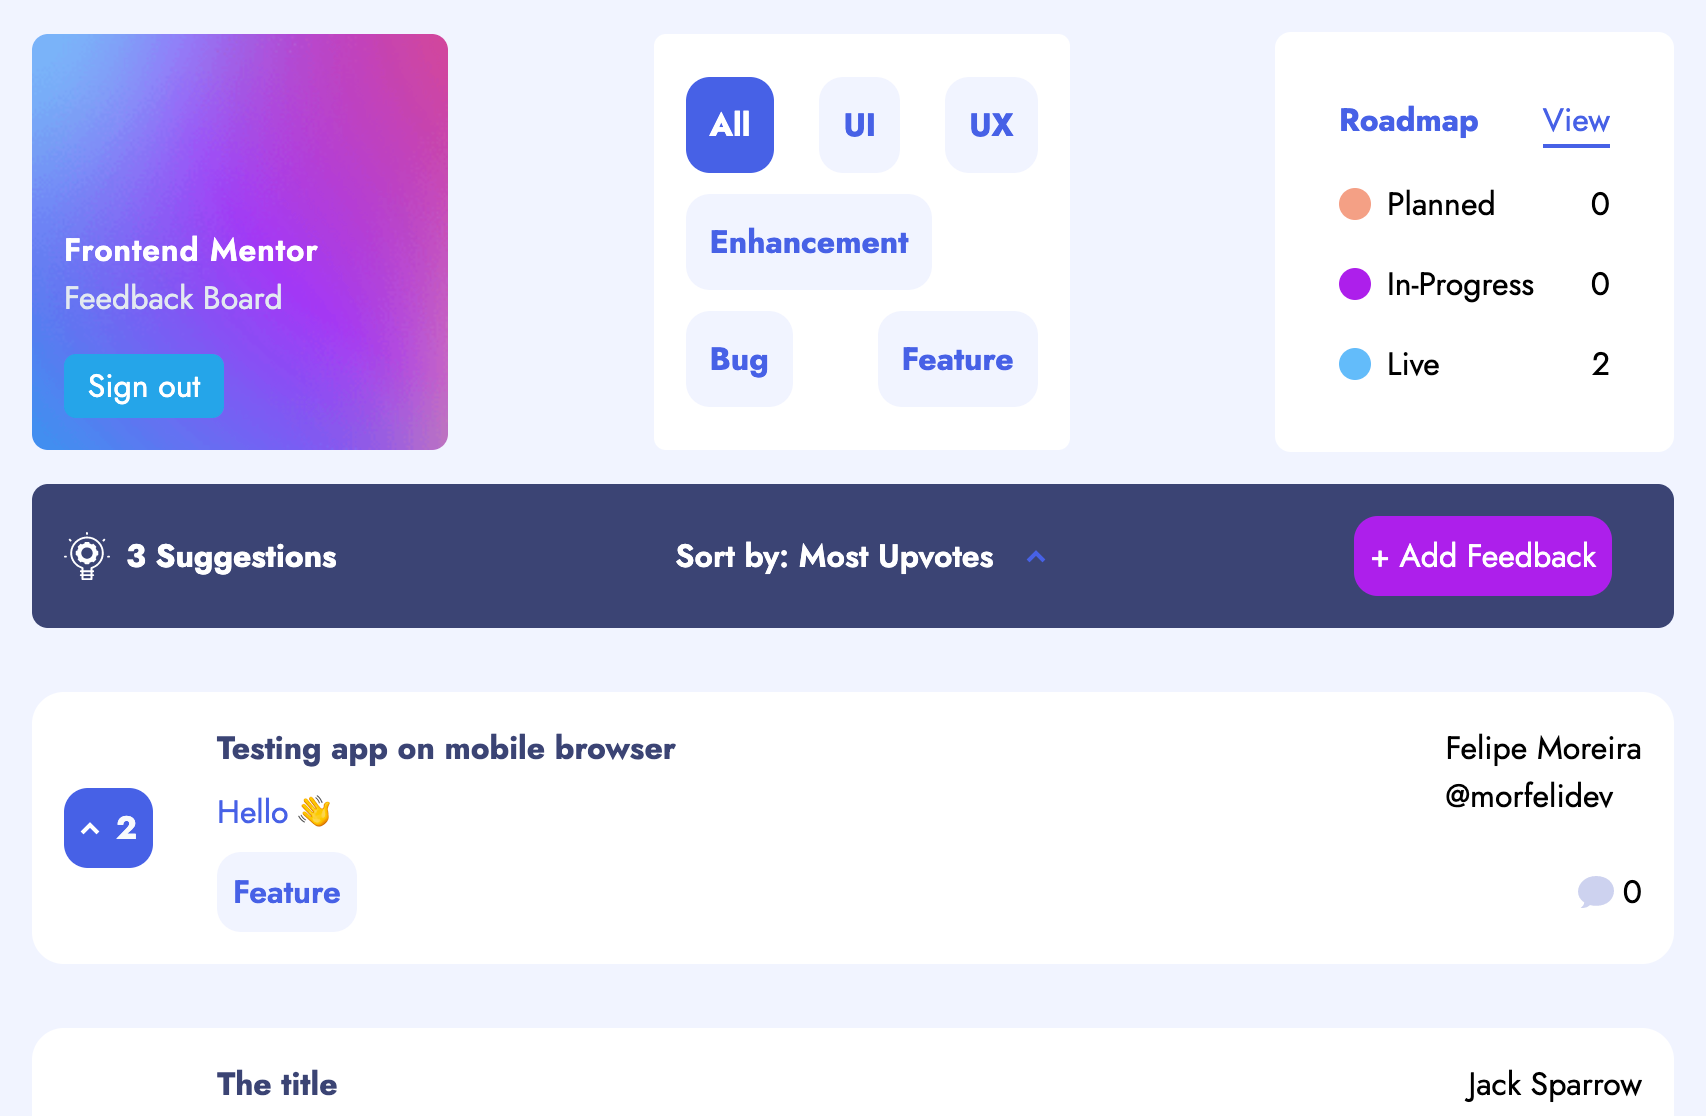 Frontend Mentor
Feedback Board
Sign out
All UI UX
Enhancement
Bug Feature
Roadmap View
Planned 0
In-Progress 0
Live 2
3 Suggestions Sort by: Most Upvotes + Add Feedback
Testing app on mobile browser
Hello 👋
Feature
2
Felipe Moreira
@morfelidev
0
The title
Jack Sparrow